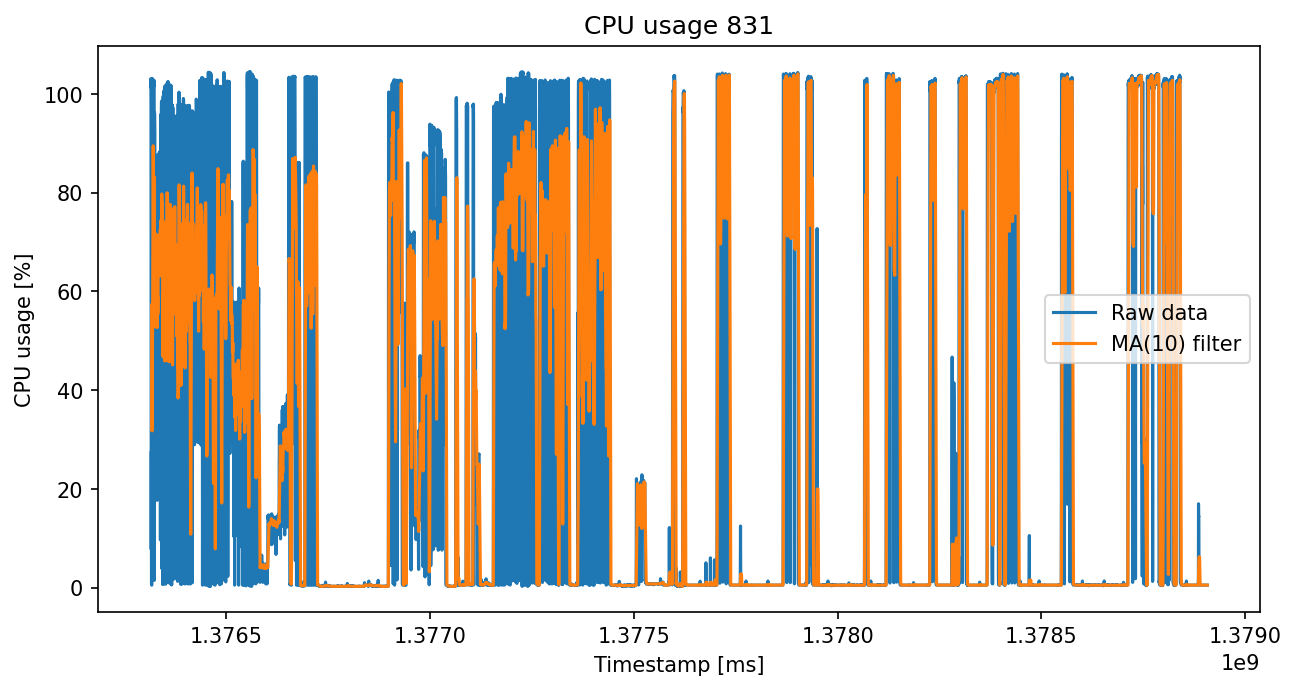 CPU usage 831
CPU usage [%]
100
80
60
40
20
0
Raw data
MA(10) filter
1.3765 1.3770 1.3775 1.3780 1.3785 1.3790
1e9
Timestamp [ms]